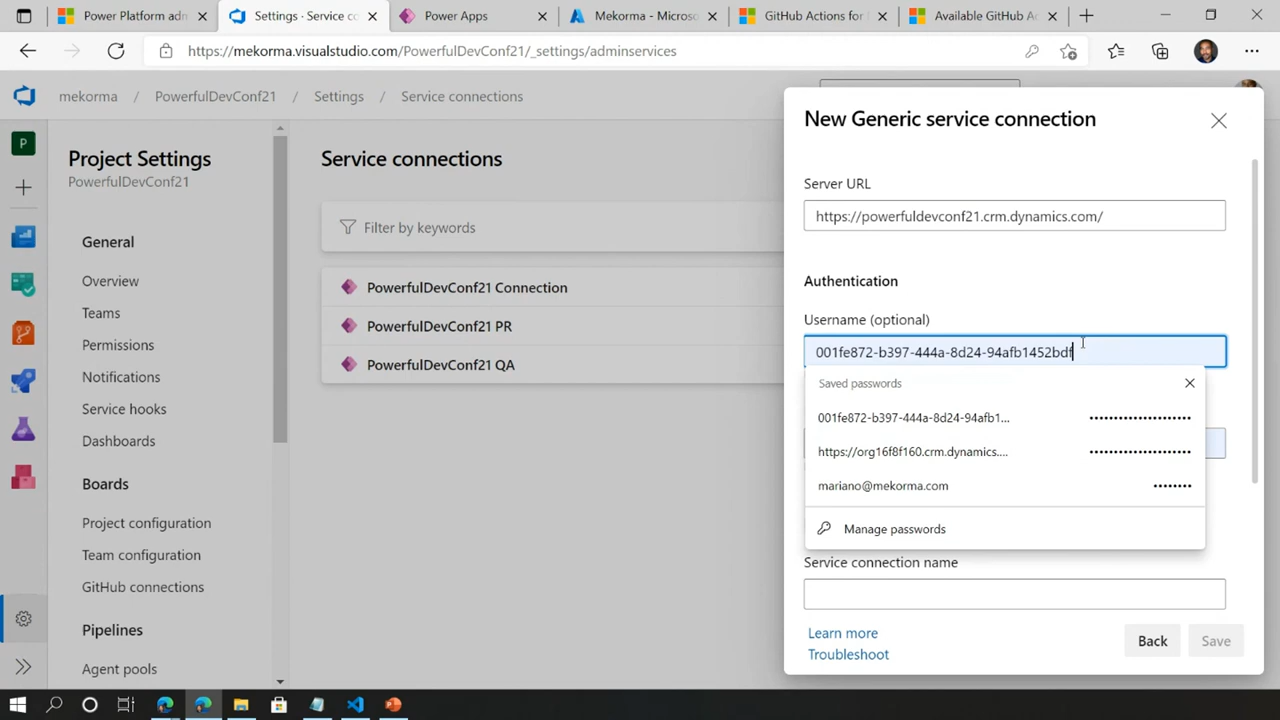 Power Platform adm
Settings · Service co
Power Apps
Mekorma - Microso
GitHub Actions for
Available GitHub A
https://mekorma.visualstudio.com/PowerfulDevConf21/_settings/adminservices
mekorma / PowerfulDevConf21 / Settings / Service connections
P
Project Settings
PowerfulDevConf21
General
Overview
Teams
Permissions
Notifications
Service hooks
Dashboards
Boards
Project configuration
Team configuration
GitHub connections
Pipelines
Agent pools
Service connections
Filter by keywords
PowerfulDevConf21 Connection
PowerfulDevConf21 PR
PowerfulDevConf21 QA
New Generic service connection
Server URL
https://powerfuldevconf21.crm.dynamics.com/
Authentication
Username (optional)
001fe872-b397-444a-8d24-94afb1452bdf
Saved passwords
001fe872-b397-444a-8d24-94afb1... ••••••••••••••••••••••
https://org16f8f160.crm.dynamics.... ••••••••••••••••••••••
mariano@mekorma.com ••••••••
Manage passwords
Service connection name
Learn more
Troubleshoot
Back
Save